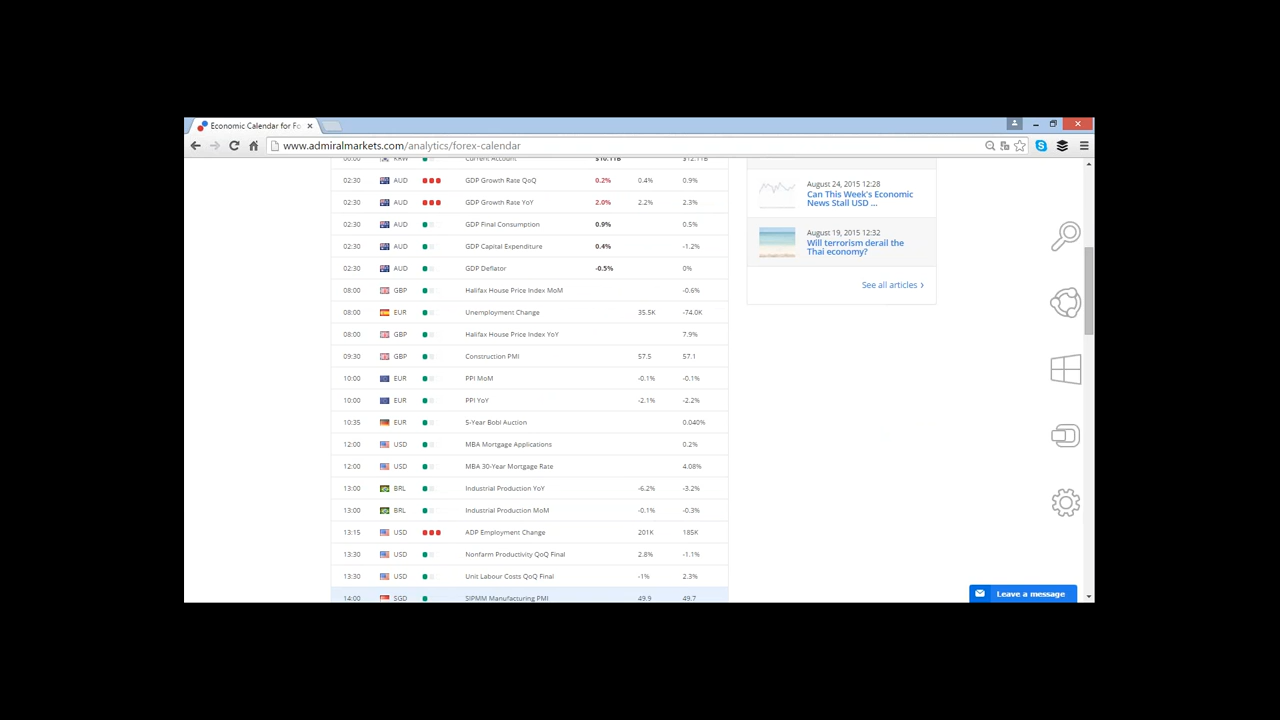 Economic Calendar for Fo
www.admiralmarkets.com/analytics/forex-calendar
00:00 KRW Current Account $10.11B $12.11B
02:30 AUD GDP Growth Rate QoQ 0.2% 0.4% 0.9%
02:30 AUD GDP Growth Rate YoY 2.0% 2.2% 2.3%
02:30 AUD GDP Final Consumption 0.9% 0.5%
02:30 AUD GDP Capital Expenditure 0.4% -1.2%
02:30 AUD GDP Deflator -0.5% 0%
08:00 GBP Halifax House Price Index MoM -0.6%
08:00 EUR Unemployment Change 35.5K -74.0K
08:00 GBP Halifax House Price Index YoY 7.9%
09:30 GBP Construction PMI 57.5 57.1
10:00 EUR PPI MoM -0.1% -0.1%
10:00 EUR PPI YoY -2.1% -2.2%
10:35 EUR 5-Year Bobl Auction 0.040%
12:00 USD MBA Mortgage Applications 0.2%
12:00 USD MBA 30-Year Mortgage Rate 4.08%
13:00 BRL Industrial Production YoY -6.2% -3.2%
13:00 BRL Industrial Production MoM -0.1% -0.3%
13:15 USD ADP Employment Change 201K 185K
13:30 USD Nonfarm Productivity QoQ Final 2.8% -1.1%
13:30 USD Unit Labour Costs QoQ Final -1% 2.3%
14:00 SGD SIPMM Manufacturing PMI 49.9 49.7
August 24, 2015 12:28
Can This Week's Economic
News Stall USD ...
August 19, 2015 12:32
Will terrorism derail the
Thai economy?
See all articles ›
Leave a message